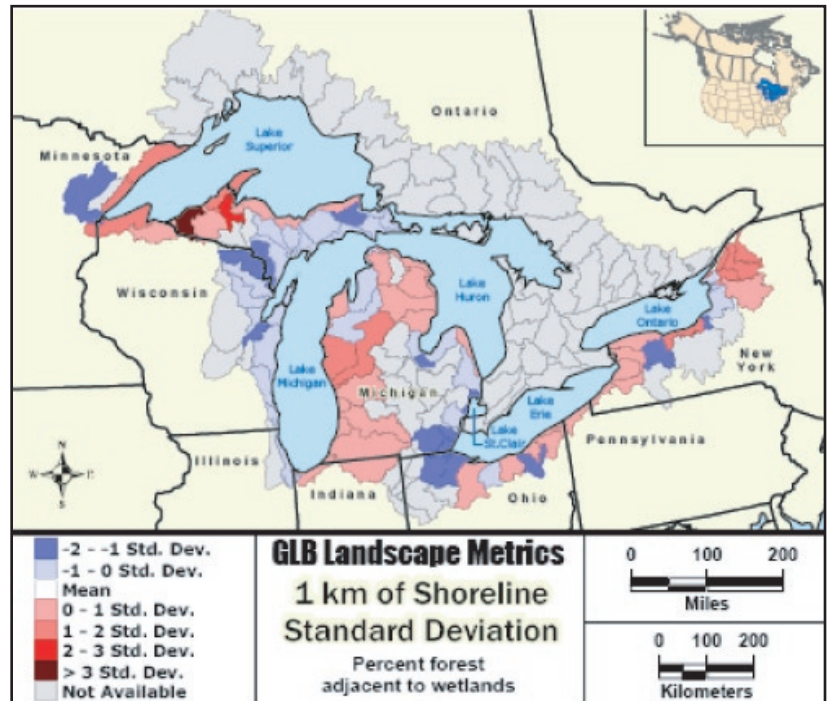 Ontario
Lake
Superior
Minnesota
Wisconsin
Lake
Huron
Lake
Ontario
Lake
Michigan
Michigan
New
York
Lake
Erie
Lake
St.Clair
Pennsylvania
Illinois
Indiana
Ohio
N
W
E
S
-2 - -1 Std. Dev.
-1 - 0 Std. Dev.
Mean
0 - 1 Std. Dev.
1 - 2 Std. Dev.
2 - 3 Std. Dev.
> 3 Std. Dev.
Not Available
GLB Landscape Metrics
1 km of Shoreline
Standard Deviation
Percent forest
adjacent to wetlands
0 100 200
Miles
0 100 200
Kilometers